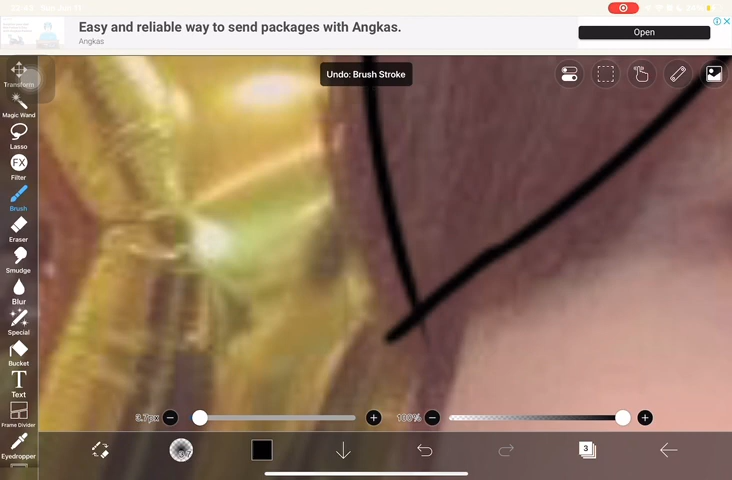 Easy and reliable way to send packages with Angkas.
Angkas
Open
Undo: Brush Stroke
Transform
Magic Wand
Lasso
FX
Filter
Brush
Eraser
Smudge
Blur
Special
Bucket
T
Text
Frame Divider
Eyedropper
3.7px
100%
3